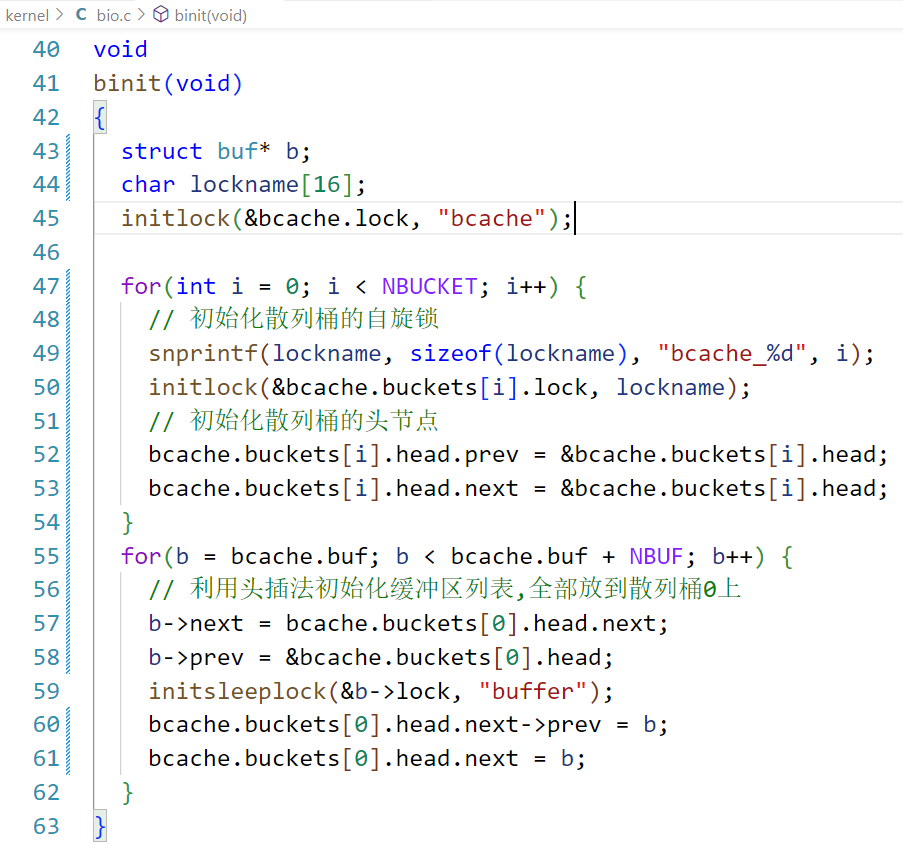 kernel > C bio.c > binit(void)
40 void
41 binit(void)
42 {
43   struct buf* b;
44   char lockname[16];
45   initlock(&bcache.lock, "bcache");
46
47   for(int i = 0; i < NBUCKET; i++) {
48     // 初始化散列桶的自旋锁
49     snprintf(lockname, sizeof(lockname), "bcache_%d", i);
50     initlock(&bcache.buckets[i].lock, lockname);
51     // 初始化散列桶的头节点
52     bcache.buckets[i].head.prev = &bcache.buckets[i].head;
53     bcache.buckets[i].head.next = &bcache.buckets[i].head;
54   }
55   for(b = bcache.buf; b < bcache.buf + NBUF; b++) {
56     // 利用头插法初始化缓冲区列表,全部放到散列桶0上
57     b->next = bcache.buckets[0].head.next;
58     b->prev = &bcache.buckets[0].head;
59     initsleeplock(&b->lock, "buffer");
60     bcache.buckets[0].head.next->prev = b;
61     bcache.buckets[0].head.next = b;
62   }
63 }